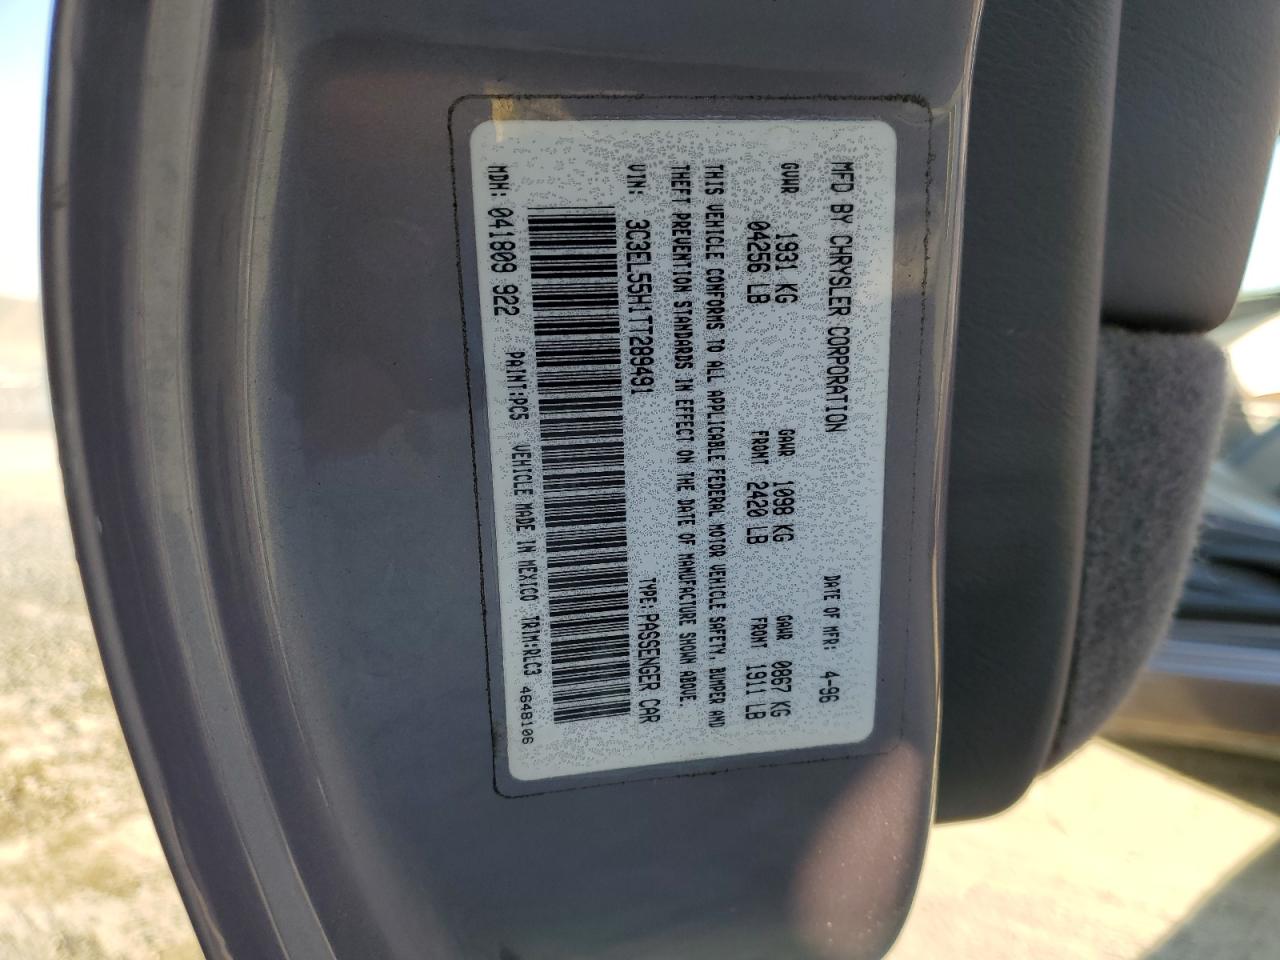 MFD BY CHRYSLER CORPORATION DATE OF MFR: 4-96
GVWR 1931 KG GAWR 1098 KG GAWR 0867 KG
04256 LB FRONT 2420 LB FRONT 1911 LB
THIS VEHICLE CONFORMS TO ALL APPLICABLE FEDERAL MOTOR VEHICLE SAFETY, BUMPER AND
THEFT PREVENTION STANDARDS IN EFFECT ON THE DATE OF MANUFACTURE SHOWN ABOVE.
VIN: 3C3EL55H1TT289491 TYPE: PASSENGER CAR
MDH: 041809 922 PAINT:PC5 VEHICLE MADE IN MEXICO TRIM:RLC3 4648106